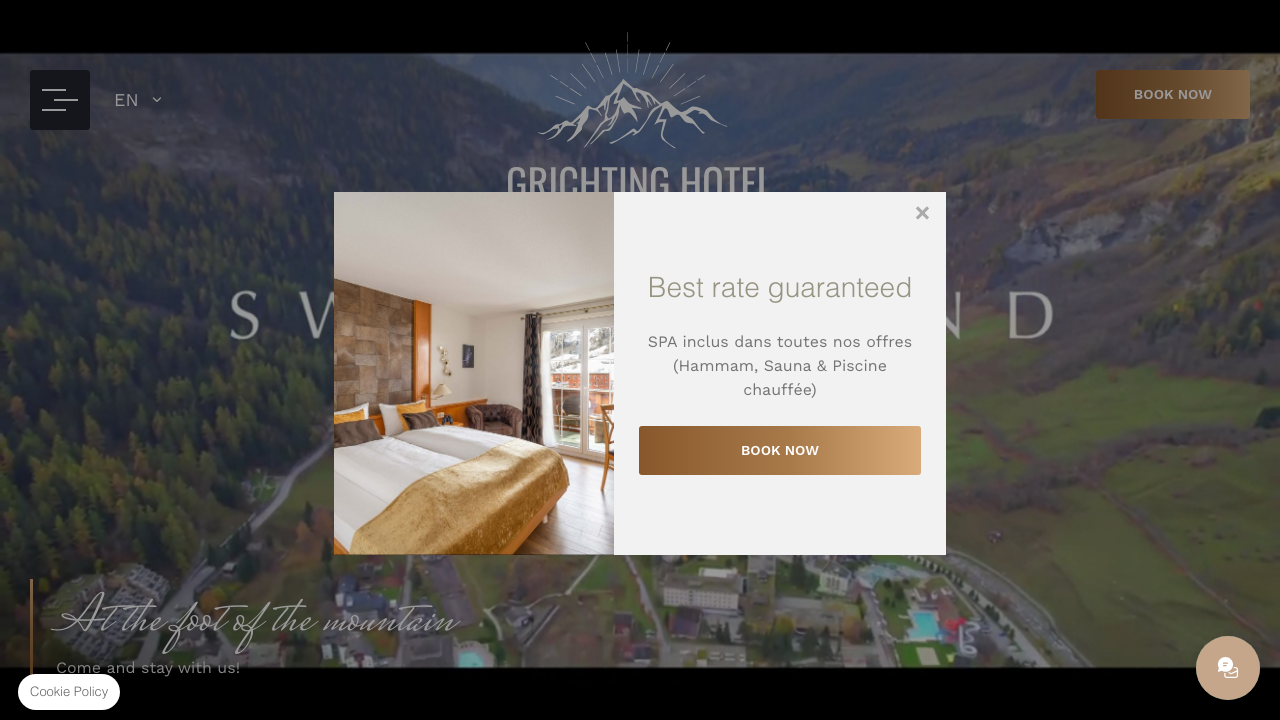 EN
BOOK NOW
GRICHTING HOTEL
×
Best rate guaranteed
SPA inclus dans toutes nos offres
(Hammam, Sauna & Piscine
chauffée)
BOOK NOW
At the foot of the mountain
Come and stay with us!
Cookie Policy